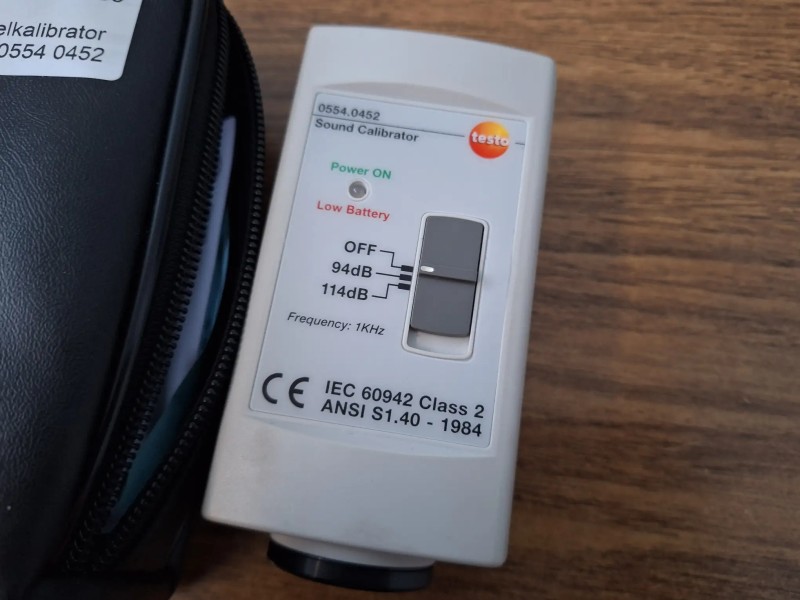 elkalibrator
0554 0452
0554.0452
Sound Calibrator
testo
Power ON
Low Battery
OFF
94dB
114dB
Frequency: 1KHz
CE
IEC 60942 Class 2
ANSI S1.40 - 1984